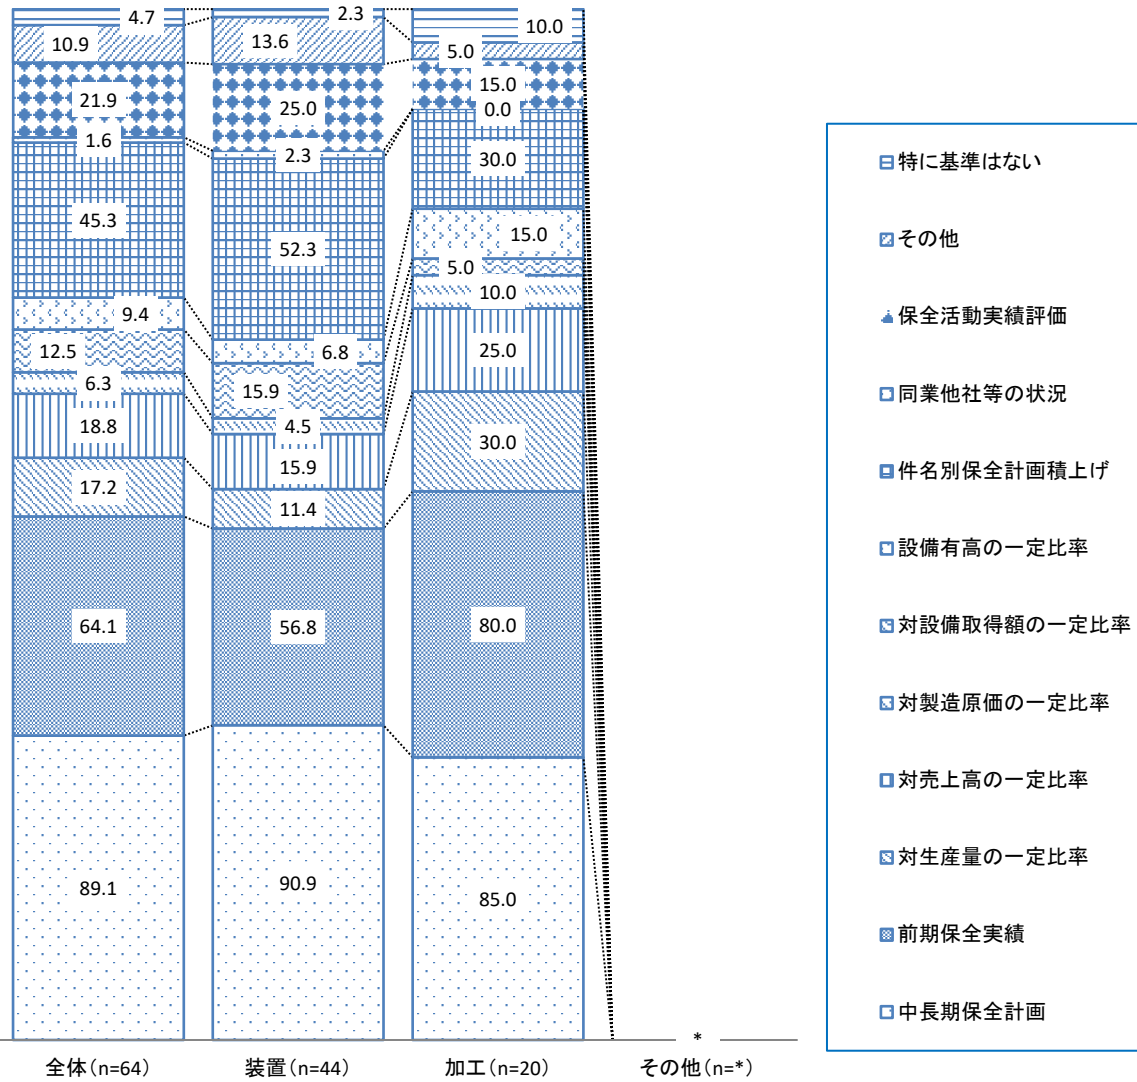 4.7
10.9
21.9
1.6
45.3
9.4
12.5
6.3
18.8
17.2
64.1
89.1
2.3
13.6
25.0
2.3
52.3
6.8
15.9
4.5
15.9
11.4
56.8
90.9
10.0
5.0
15.0
0.0
30.0
15.0
5.0
10.0
25.0
30.0
80.0
85.0
*
全体(n=64)
装置(n=44)
加工(n=20)
その他(n=*)
特に基準はない
その他
保全活動実績評価
同業他社等の状況
件名別保全計画積上げ
設備有高の一定比率
対設備取得額の一定比率
対製造原価の一定比率
対売上高の一定比率
対生産量の一定比率
前期保全実績
中長期保全計画